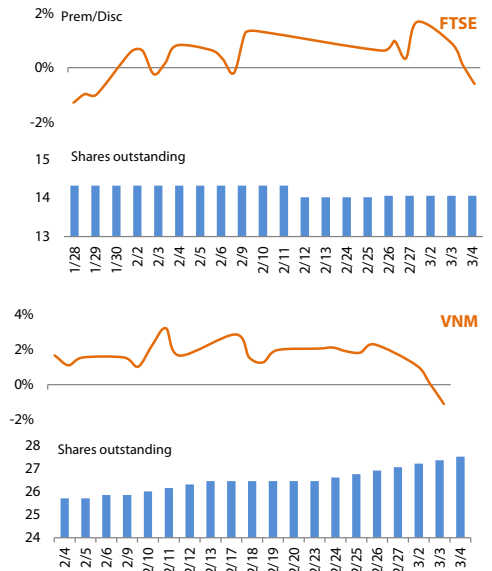 2%
Prem/Disc
FTSE
0%
-2%
15
Shares outstanding
14
13
1/28 1/29 1/30 2/2 2/3 2/4 2/5 2/6 2/9 2/10 2/11 2/12 2/13 2/24 2/25 2/26 2/27 3/2 3/3 3/4
4%
VNM
2%
0%
-2%
28
Shares outstanding
27
26
25
24
2/4 2/5 2/6 2/9 2/10 2/11 2/12 2/13 2/17 2/18 2/19 2/20 2/23 2/24 2/25 2/26 2/27 3/2 3/3 3/4